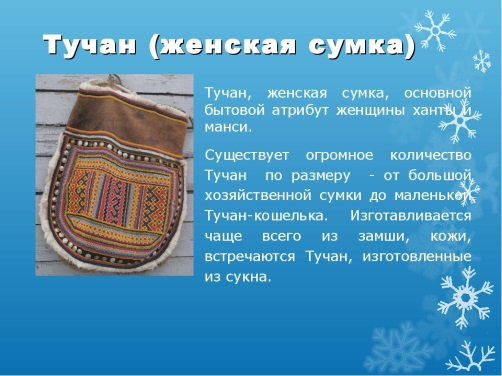 Тучан (женская сумка)
Тучан, женская сумка, основной
бытовой атрибут женщины ханты и
манси.
Существует огромное количество
Тучан по размеру - от большой
хозяйственной сумки до маленькой
Тучан-кошелька. Изготавливается
чаще всего из замши, кожи,
встречаются Тучан, изготовленные
из сукна.